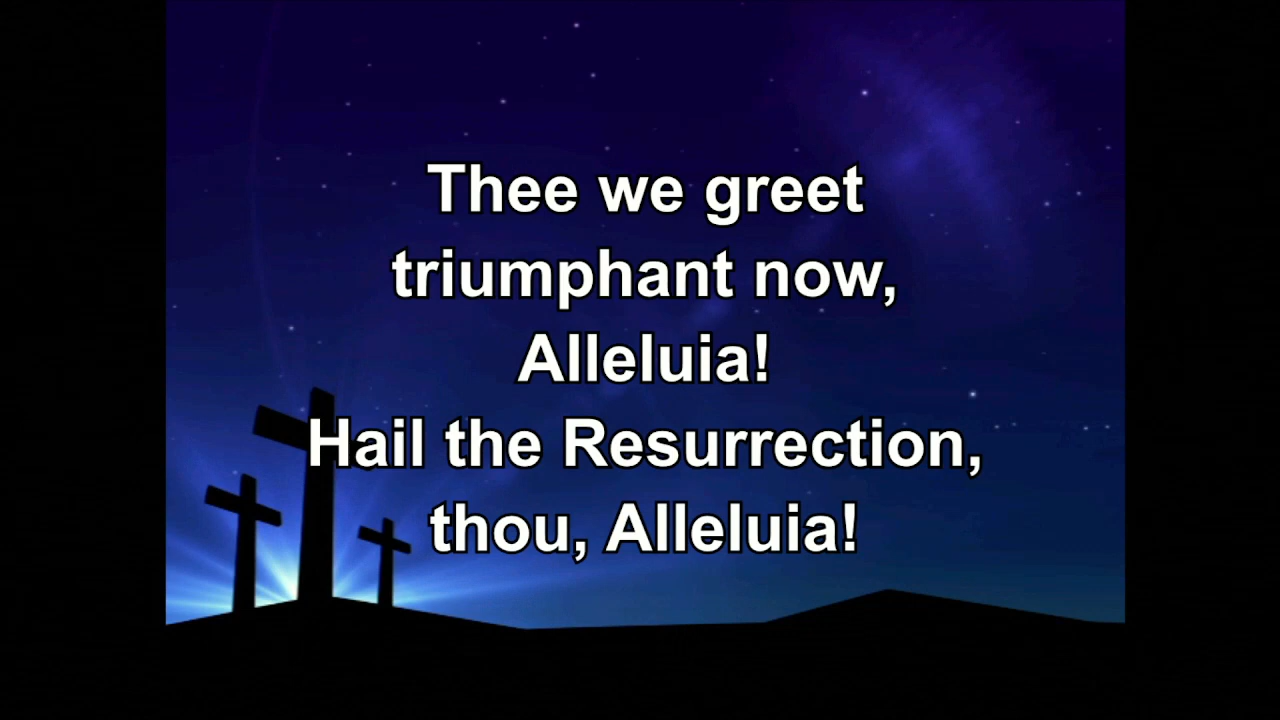 Thee we greet
triumphant now,
Alleluia!
Hail the Resurrection,
thou, Alleluia!